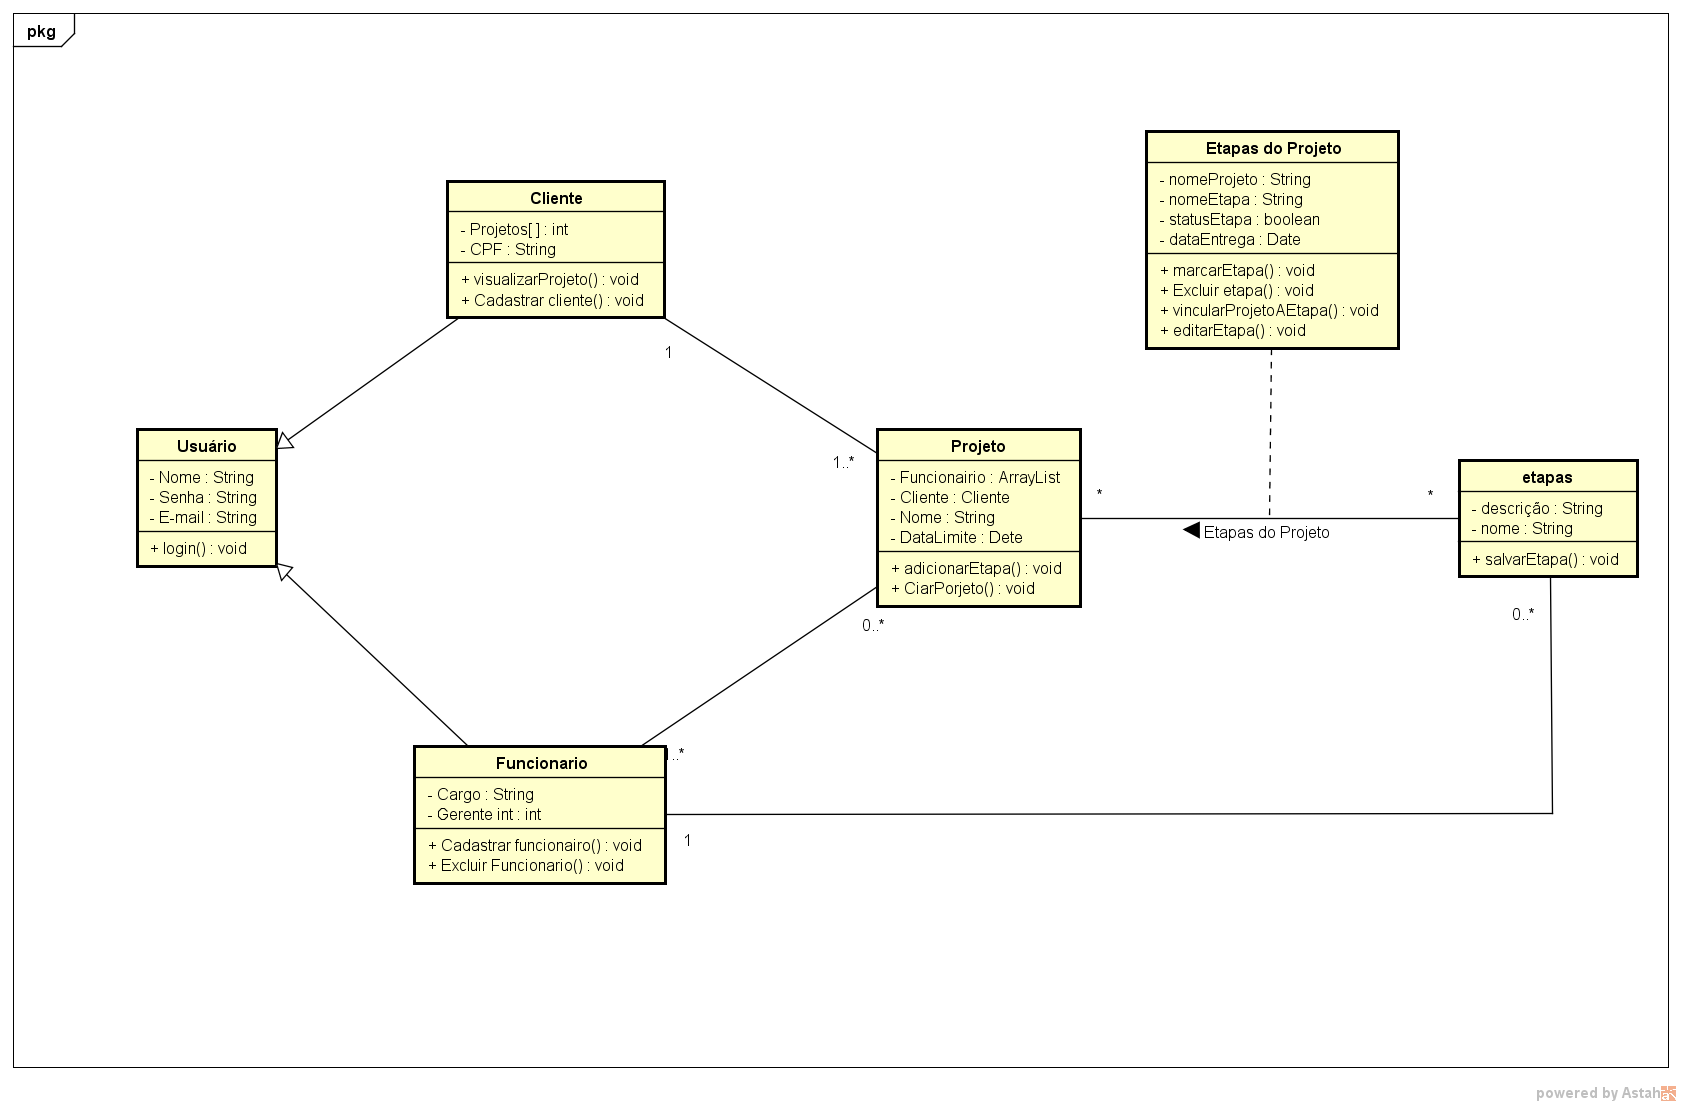 pkg
Etapas do Projeto
- nomeProjeto : String
- nomeEtapa : String
- statusEtapa : boolean
- dataEntrega : Date
+ marcarEtapa() : void
+ Excluir etapa() : void
+ vincularProjetoAEtapa() : void
+ editarEtapa() : void
Cliente
- Projetos[ ] : int
- CPF : String
+ visualizarProjeto() : void
+ Cadastrar cliente() : void
1
1..*
Usuário
- Nome : String
- Senha : String
- E-mail : String
+ login() : void
Projeto
- Funcionairio : ArrayList
- Cliente : Cliente
- Nome : String
- DataLimite : Dete
+ adicionarEtapa() : void
+ CiarPorjeto() : void
*
*
Etapas do Projeto
etapas
- descrição : String
- nome : String
+ salvarEtapa() : void
0..*
0..*
1..*
Funcionario
- Cargo : String
- Gerente int : int
+ Cadastrar funcionairo() : void
+ Excluir Funcionario() : void
1
powered by Astah